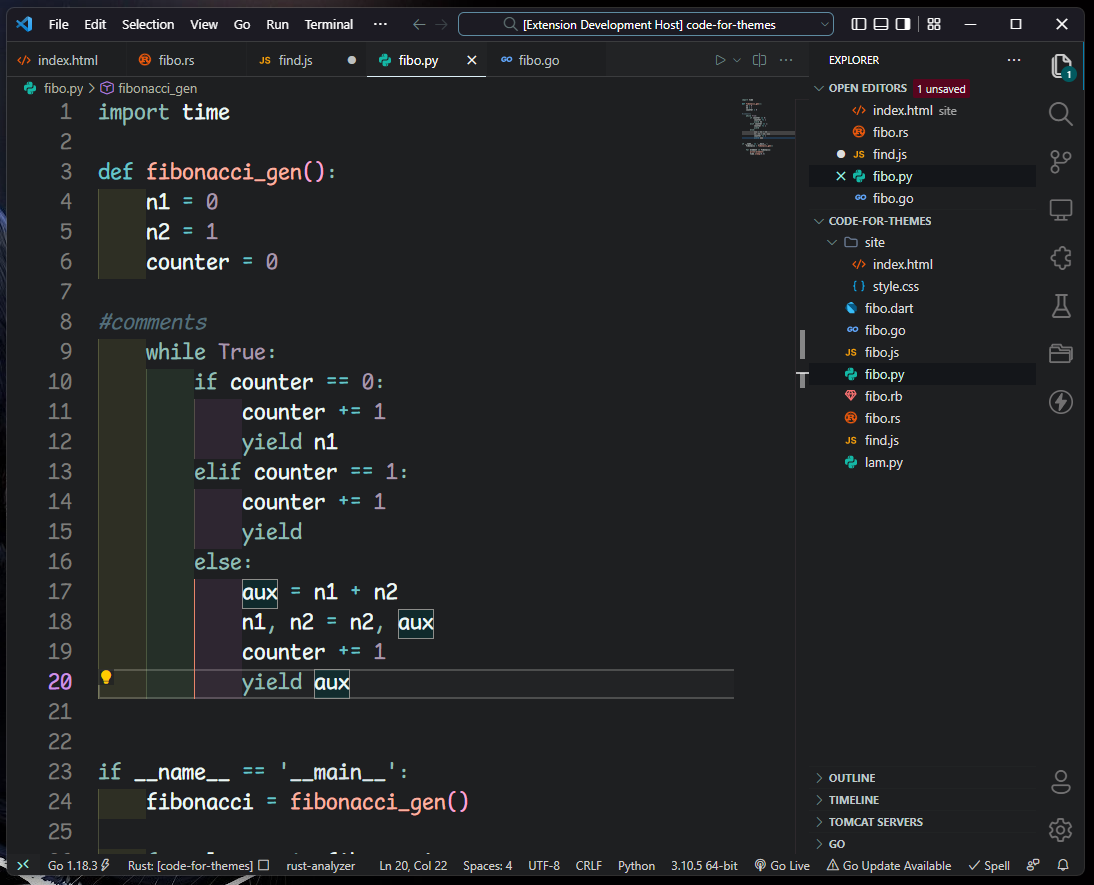 File Edit Selection View Go Run Terminal ··· [Extension Development Host] code-for-themes
index.html fibo.rs JS find.js fibo.py fibo.go
fibo.py > fibonacci_gen
1 import time
2
3 def fibonacci_gen():
4 n1 = 0
5 n2 = 1
6 counter = 0
7
8 #comments
9 while True:
10 if counter == 0:
11 counter += 1
12 yield n1
13 elif counter == 1:
14 counter += 1
15 yield
16 else:
17 aux = n1 + n2
18 n1, n2 = n2, aux
19 counter += 1
20 yield aux
21
22
23 if __name__ == '__main__':
24 fibonacci = fibonacci_gen()
25
EXPLORER ···
OPEN EDITORS 1 unsaved
index.html site
fibo.rs
JS find.js
fibo.py
GO fibo.go
CODE-FOR-THEMES
site
index.html
style.css
fibo.dart
GO fibo.go
JS fibo.js
fibo.py
fibo.rb
fibo.rs
JS find.js
lam.py
OUTLINE
TIMELINE
TOMCAT SERVERS
GO
1
Go 1.18.3 Rust: [code-for-themes] rust-analyzer Ln 20, Col 22 Spaces: 4 UTF-8 CRLF Python 3.10.5 64-bit Go Live Go Update Available Spell